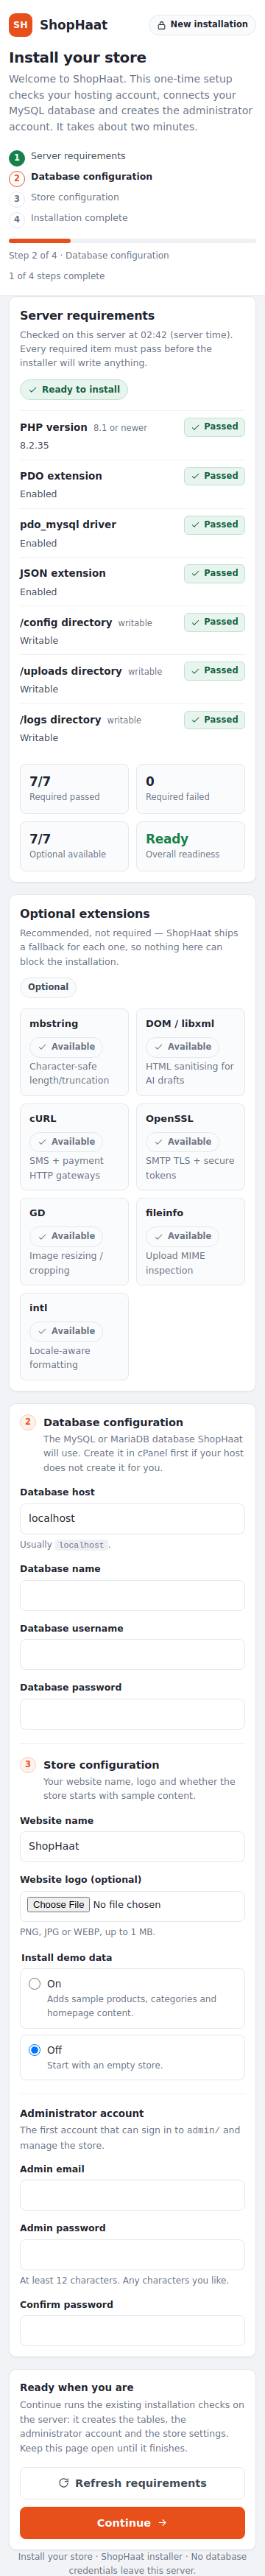 SH ShopHaat New installation
Install your store
Welcome to ShopHaat. This one-time setup
checks your hosting account, connects your
MySQL database and creates the administrator
account. It takes about two minutes.
1 Server requirements
2 Database configuration
3 Store configuration
4 Installation complete
Step 2 of 4 · Database configuration
1 of 4 steps complete
Server requirements
Checked on this server at 02:42 (server time).
Every required item must pass before the
installer will write anything.
Ready to install
PHP version 8.1 or newer Passed
8.2.35
PDO extension Passed
Enabled
pdo_mysql driver Passed
Enabled
JSON extension Passed
Enabled
/config directory writable Passed
Writable
/uploads directory writable Passed
Writable
/logs directory writable Passed
Writable
7/7 0
Required passed Required failed
7/7 Ready
Optional available Overall readiness
Optional extensions
Recommended, not required — ShopHaat ships
a fallback for each one, so nothing here can
block the installation.
Optional
mbstring DOM / libxml
Available Available
Character-safe HTML sanitising for
length/truncation AI drafts
cURL OpenSSL
Available Available
SMS + payment SMTP TLS + secure
HTTP gateways tokens
GD fileinfo
Available Available
Image resizing / Upload MIME
cropping inspection
intl
Available
Locale-aware
formatting
2 Database configuration
The MySQL or MariaDB database ShopHaat
will use. Create it in cPanel first if your host
does not create it for you.
Database host
localhost
Usually localhost.
Database name
Database username
Database password
3 Store configuration
Your website name, logo and whether the
store starts with sample content.
Website name
ShopHaat
Website logo (optional)
Choose File No file chosen
PNG, JPG or WEBP, up to 1 MB.
Install demo data
On
Adds sample products, categories and
homepage content.
Off
Start with an empty store.
Administrator account
The first account that can sign in to admin/ and
manage the store.
Admin email
Admin password
At least 12 characters. Any characters you like.
Confirm password
Ready when you are
Continue runs the existing installation checks on
the server: it creates the tables, the
administrator account and the store settings.
Keep this page open until it finishes.
Refresh requirements
Continue →
Install your store · ShopHaat installer · No database
credentials leave this server.